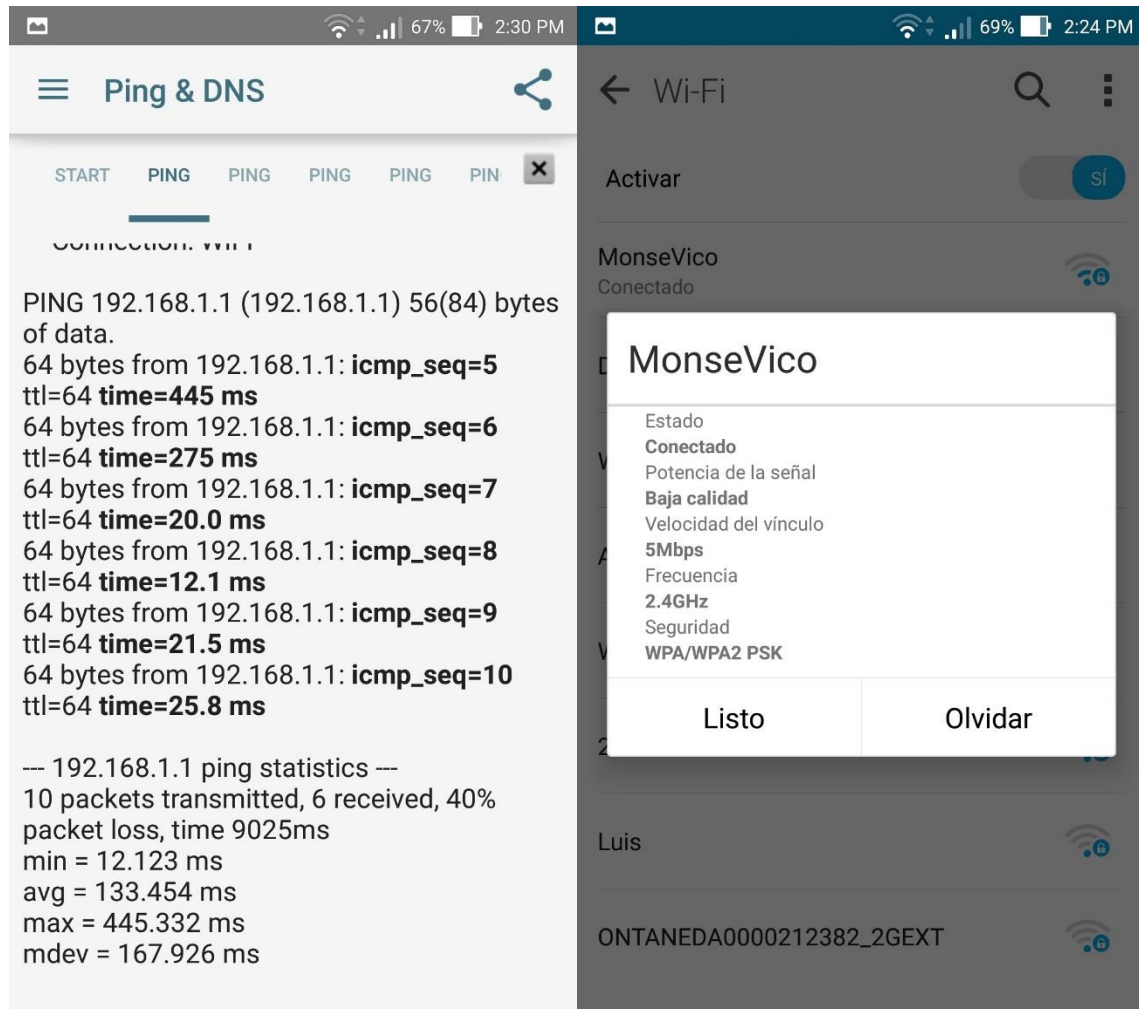 67% 2:30 PM
Ping & DNS
START PING PING PING PING PIN
Connection: WIFI
PING 192.168.1.1 (192.168.1.1) 56(84) bytes
of data.
64 bytes from 192.168.1.1: icmp_seq=5
ttl=64 time=445 ms
64 bytes from 192.168.1.1: icmp_seq=6
ttl=64 time=275 ms
64 bytes from 192.168.1.1: icmp_seq=7
ttl=64 time=20.0 ms
64 bytes from 192.168.1.1: icmp_seq=8
ttl=64 time=12.1 ms
64 bytes from 192.168.1.1: icmp_seq=9
ttl=64 time=21.5 ms
64 bytes from 192.168.1.1: icmp_seq=10
ttl=64 time=25.8 ms
--- 192.168.1.1 ping statistics ---
10 packets transmitted, 6 received, 40%
packet loss, time 9025ms
min = 12.123 ms
avg = 133.454 ms
max = 445.332 ms
mdev = 167.926 ms
69% 2:24 PM
Wi-Fi
Activar SÍ
MonseVico
Conectado
MonseVico
Estado
Conectado
Potencia de la señal
Baja calidad
Velocidad del vínculo
5Mbps
Frecuencia
2.4GHz
Seguridad
WPA/WPA2 PSK
Listo Olvidar
Luis
ONTANEDA0000212382_2GEXT